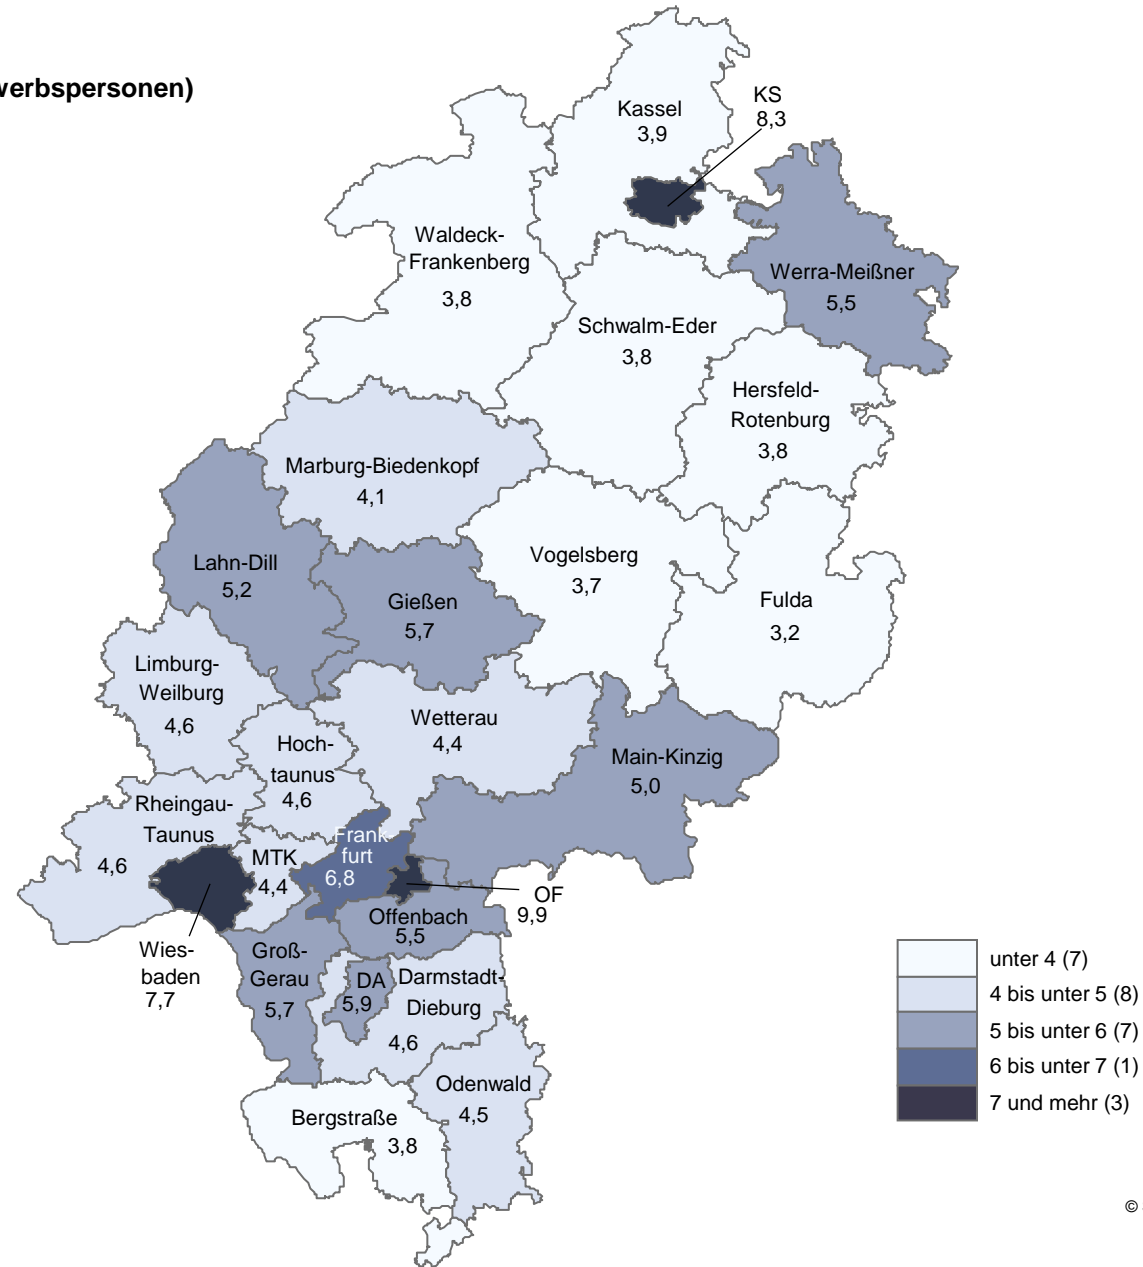 werbspersonen)
KS
8,3
Kassel
3,9
Waldeck-
Frankenberg
3,8
Werra-Meißner
5,5
Schwalm-Eder
3,8
Hersfeld-
Rotenburg
3,8
Marburg-Biedenkopf
4,1
Vogelsberg
3,7
Lahn-Dill
5,2
Gießen
5,7
Fulda
3,2
Limburg-
Weilburg
4,6
Wetterau
4,4
Hoch-
taunus
4,6
Main-Kinzig
5,0
Rheingau-
Taunus
4,6
MTK
4,4
Frank-
furt
6,8
OF
9,9
Offenbach
5,5
Wies-
baden
7,7
Groß-
Gerau
5,7
DA
5,9
Darmstadt-
Dieburg
4,6
Odenwald
4,5
Bergstraße
3,8
unter 4 (7)
4 bis unter 5 (8)
5 bis unter 6 (7)
6 bis unter 7 (1)
7 und mehr (3)
©